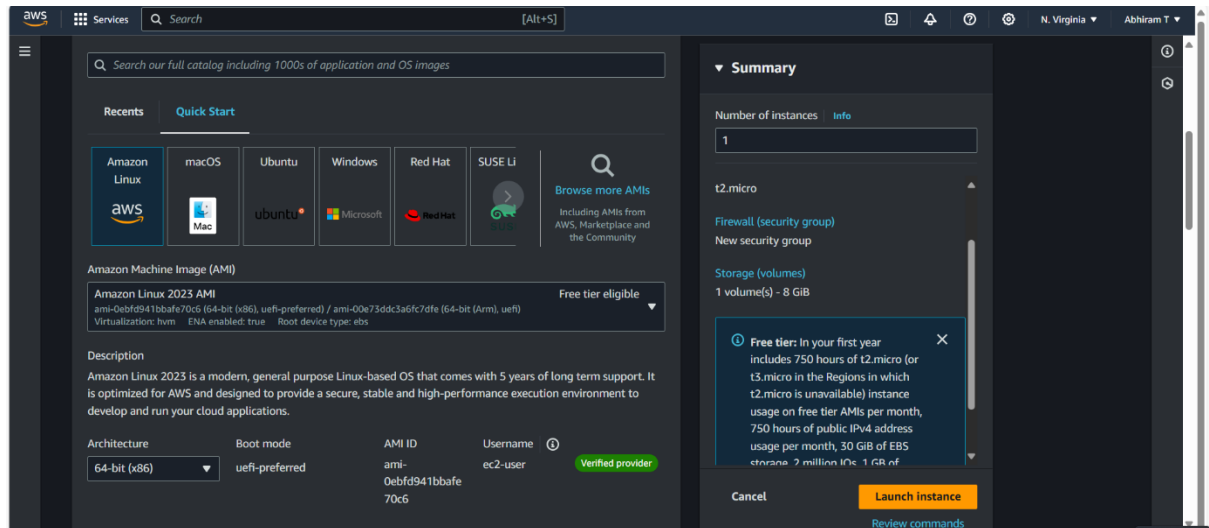 aws
Services
Search
[Alt+S]
N. Virginia
Abhiram T
Search our full catalog including 1000s of application and OS images
Recents
Quick Start
Amazon
Linux
aws
macOS
Mac
Ubuntu
ubuntu
Windows
Microsoft
Red Hat
Red Hat
SUSE Li
Browse more AMIs
Including AMIs from
AWS, Marketplace and
the Community
Amazon Machine Image (AMI)
Amazon Linux 2023 AMI
Free tier eligible
ami-0ebfd941bbafe70c6 (64-bit (x86), uefi-preferred) / ami-00e73ddc3a6fc7dfe (64-bit (Arm), uefi)
Virtualization: hvm ENA enabled: true Root device type: ebs
Description
Amazon Linux 2023 is a modern, general purpose Linux-based OS that comes with 5 years of long term support. It
is optimized for AWS and designed to provide a secure, stable and high-performance execution environment to
develop and run your cloud applications.
Architecture
64-bit (x86)
Boot mode
uefi-preferred
AMI ID
ami-
0ebfd941bbafe
70c6
Username
ec2-user
Verified provider
Summary
Number of instances
Info
1
t2.micro
Firewall (security group)
New security group
Storage (volumes)
1 volume(s) - 8 GiB
Free tier: In your first year
includes 750 hours of t2.micro (or
t3.micro in the Regions in which
t2.micro is unavailable) instance
usage on free tier AMIs per month,
750 hours of public IPv4 address
usage per month, 30 GiB of EBS
storage, 2 million IOs, 1 GB of
Cancel
Launch instance
Review commands